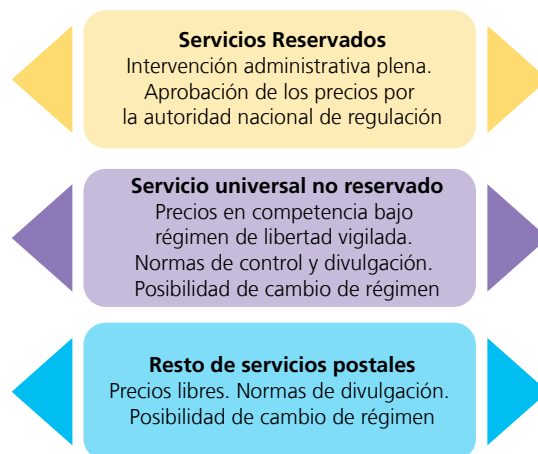 Servicios Reservados
Intervención administrativa plena.
Aprobación de los precios por
la autoridad nacional de regulación
Servicio universal no reservado
Precios en competencia bajo
régimen de libertad vigilada.
Normas de control y divulgación.
Posibilidad de cambio de régimen
Resto de servicios postales
Precios libres. Normas de divulgación.
Posibilidad de cambio de régimen